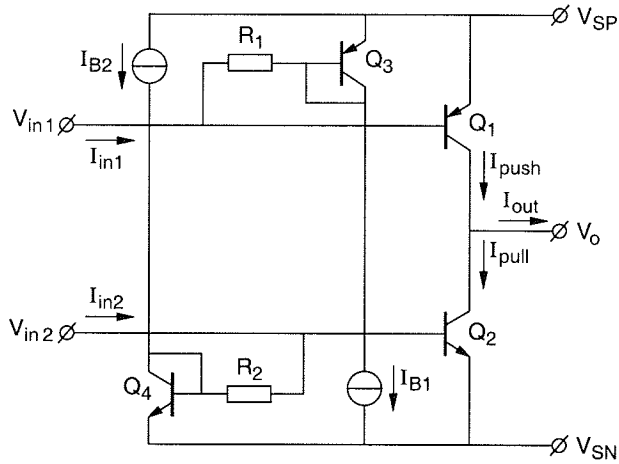 V_SP
R_1
I_B2
Q_3
V_in1
I_in1
Q_1
I_push
I_out
V_o
I_pull
I_in2
V_in2
Q_2
Q_4
R_2
I_B1
V_SN